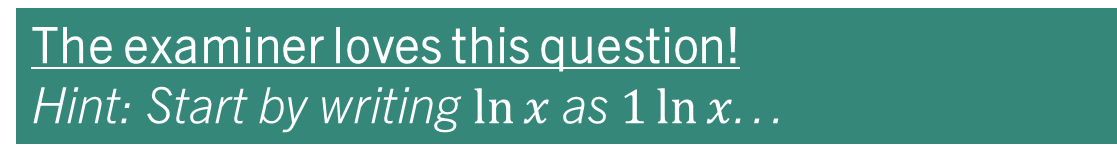 The examiner loves this question!
Hint: Start by writing ln x as 1 ln x…